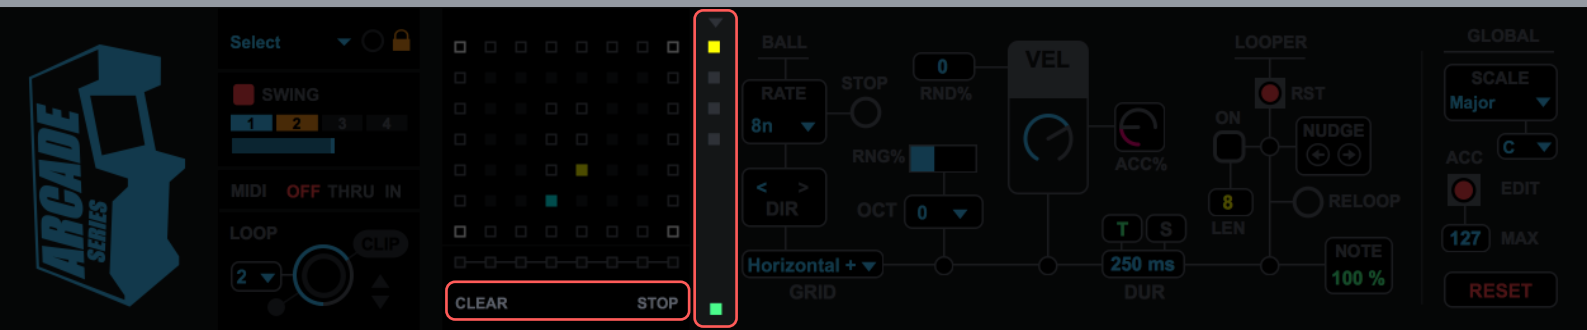 ARCADE
SERIES
Select
SWING
1 2 3 4
MIDI OFF THRU IN
LOOP
CLIP
2
CLEAR STOP
BALL
RATE
8n
STOP
< >
DIR
Horizontal +
GRID
0
RND%
RNG%
OCT 0
VEL
ACC%
T S
250 ms
DUR
LOOPER
RST
ON
NUDGE
8
LEN
RELOOP
NOTE
100 %
GLOBAL
SCALE
Major
C
ACC
EDIT
127 MAX
RESET